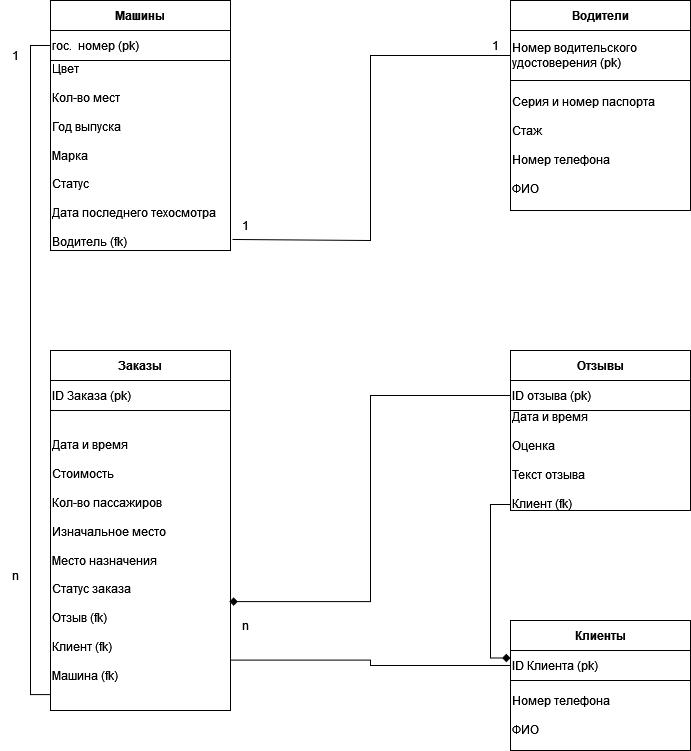 Машины
гос. номер (pk)
Цвет
Кол-во мест
Год выпуска
Марка
Статус
Дата последнего техосмотра
Водитель (fk)
1
1
1
Водители
Номер водительского
удостоверения (pk)
Серия и номер паспорта
Стаж
Номер телефона
ФИО
Заказы
ID Заказа (pk)
Дата и время
Стоимость
Кол-во пассажиров
Изначальное место
Место назначения
Статус заказа
Отзыв (fk)
Клиент (fk)
Машина (fk)
n
n
Отзывы
ID отзыва (pk)
Дата и время
Оценка
Текст отзыва
Клиент (fk)
Клиенты
ID Клиента (pk)
Номер телефона
ФИО